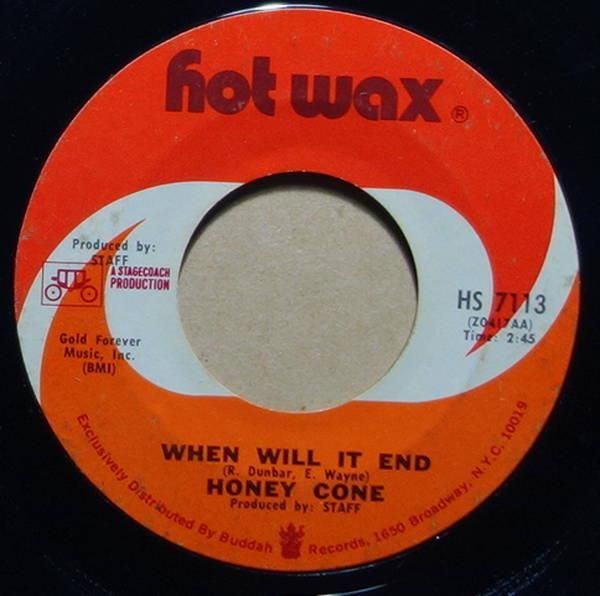 hot wax ®
Produced by:
STAFF
A STAGECOACH
PRODUCTION
Gold Forever
Music, Inc.
(BMI)
HS 7113
(Z0417AA)
Time: 2:45
WHEN WILL IT END
(R. Dunbar, E. Wayne)
HONEY CONE
Produced by: STAFF
Exclusively Distributed By Buddah Records, 1650 Broadway, N.Y.C. 10019